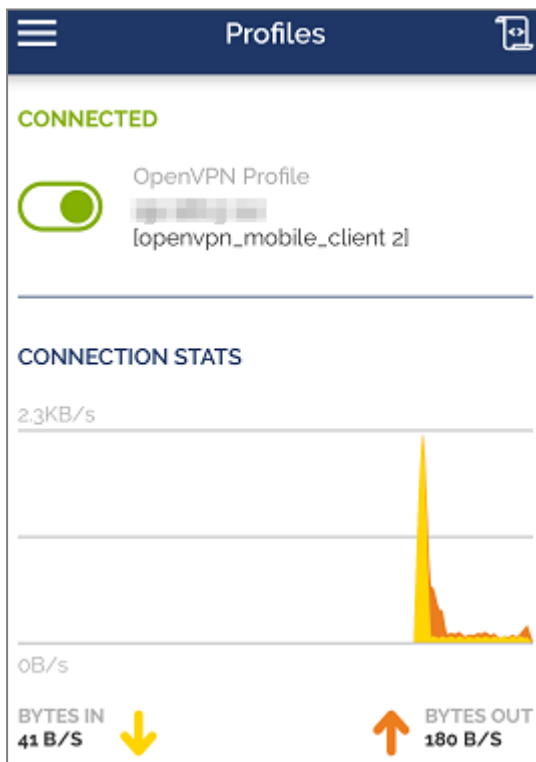 Profiles
CONNECTED
OpenVPN Profile
[openvpn_mobile_client 2]
CONNECTION STATS
2.3KB/s
0B/s
BYTES IN
41 B/S
BYTES OUT
180 B/S